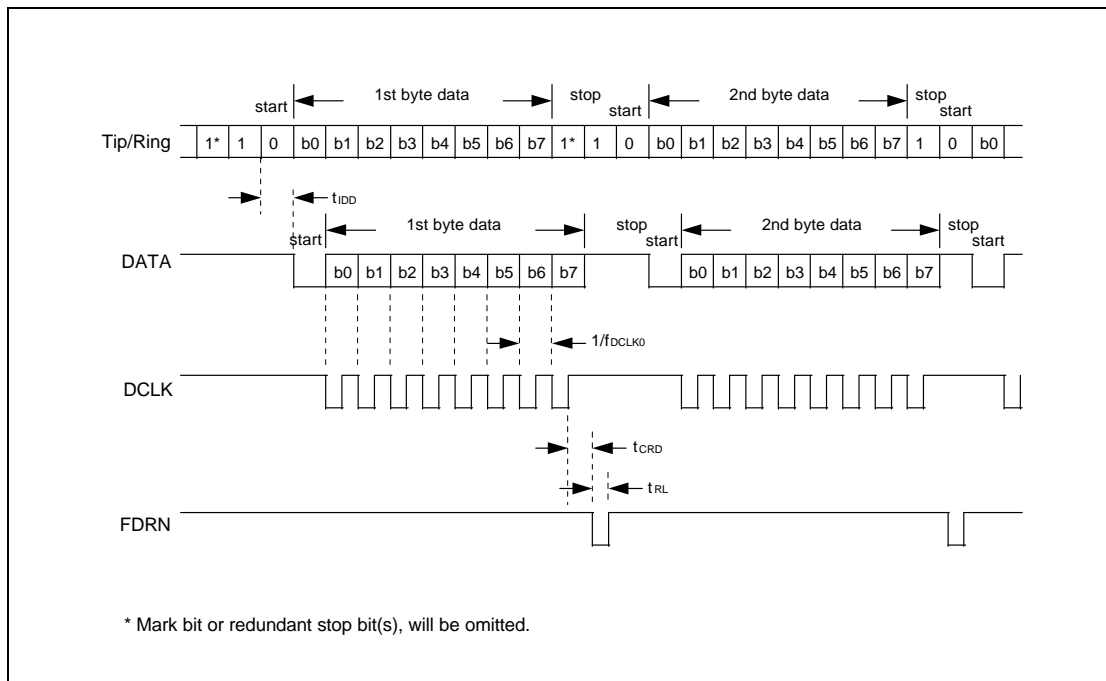 start 1st byte data stop start 2nd byte data stop start
Tip/Ring 1* 1 0 b0 b1 b2 b3 b4 b5 b6 b7 1* 1 0 b0 b1 b2 b3 b4 b5 b6 b7 1 0 b0
tIDD
start 1st byte data stop start 2nd byte data stop start
DATA b0 b1 b2 b3 b4 b5 b6 b7 b0 b1 b2 b3 b4 b5 b6 b7
1/fDCLK0
DCLK
tCRD
tRL
FDRN
* Mark bit or redundant stop bit(s), will be omitted.